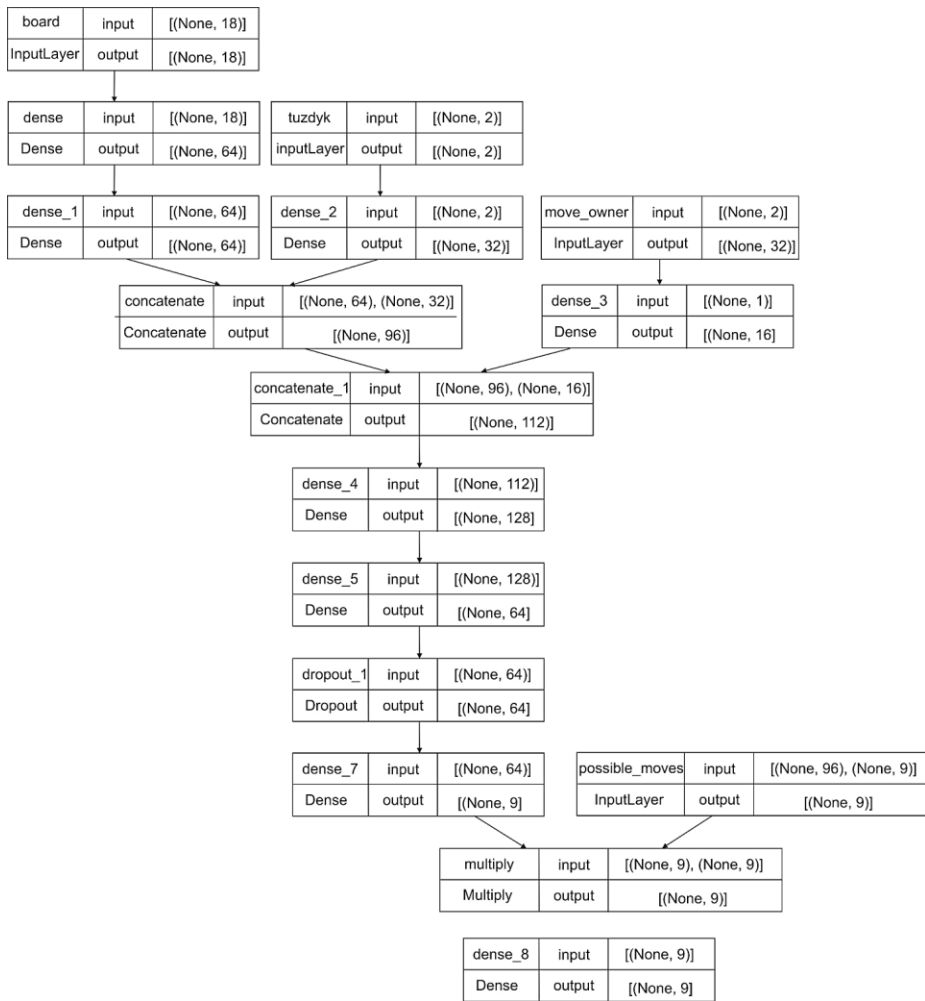 board input [(None, 18)]
InputLayer output [(None, 18)]
dense input [(None, 18)]
Dense output [(None, 64)]
tuzdyk input [(None, 2)]
inputLayer output [(None, 2)]
dense_1 input [(None, 64)]
Dense output [(None, 64)]
dense_2 input [(None, 2)]
Dense output [(None, 32)]
move_owner input [(None, 2)]
InputLayer output [(None, 32)]
concatenate input [(None, 64), (None, 32)]
Concatenate output [(None, 96)]
dense_3 input [(None, 1)]
Dense output [(None, 16]
concatenate_1 input [(None, 96), (None, 16)]
Concatenate output [(None, 112)]
dense_4 input [(None, 112)]
Dense output [(None, 128]
dense_5 input [(None, 128)]
Dense output [(None, 64]
dropout_1 input [(None, 64)]
Dropout output [(None, 64]
dense_7 input [(None, 64)]
Dense output [(None, 9]
possible_moves input [(None, 96), (None, 9)]
InputLayer output [(None, 9)]
multiply input [(None, 9), (None, 9)]
Multiply output [(None, 9)]
dense_8 input [(None, 9)]
Dense output [(None, 9]